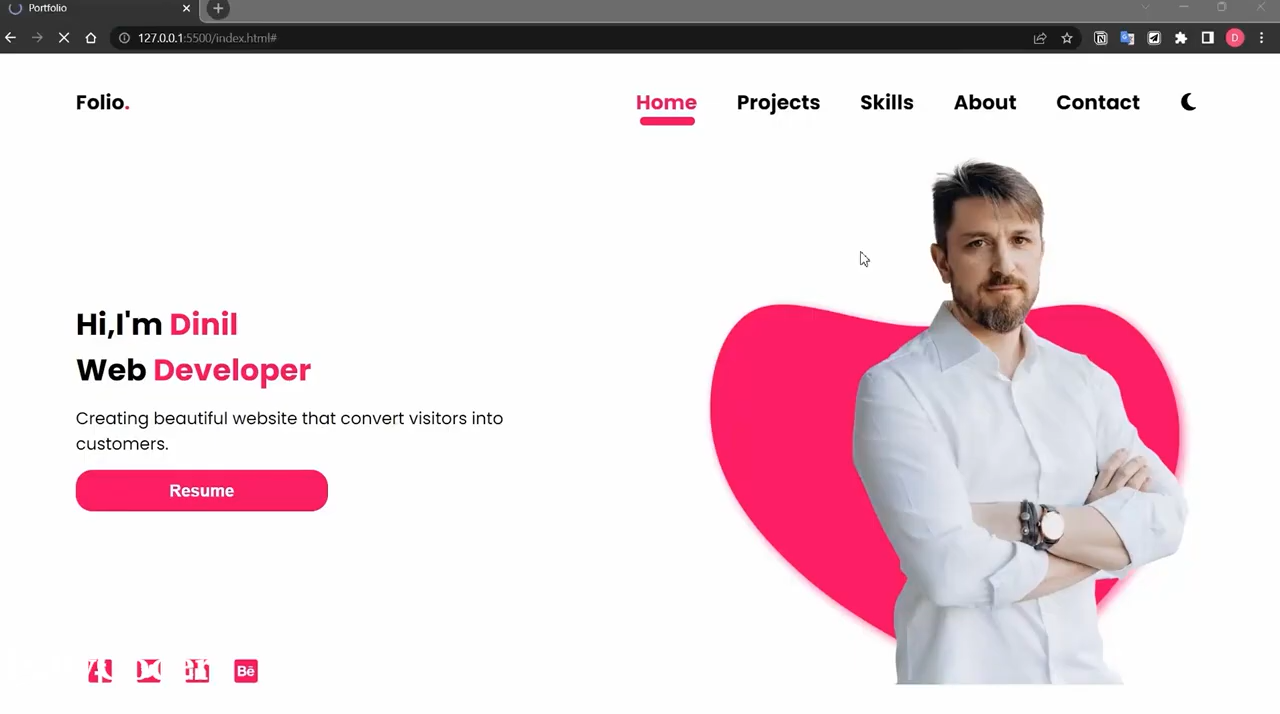 Portfolio
127.0.0.1:5500/index.html#
D
Folio.
Home Projects Skills About Contact
Hi,I'm Dinil
Web Developer
Creating beautiful website that convert visitors into
customers.
Resume
Bē